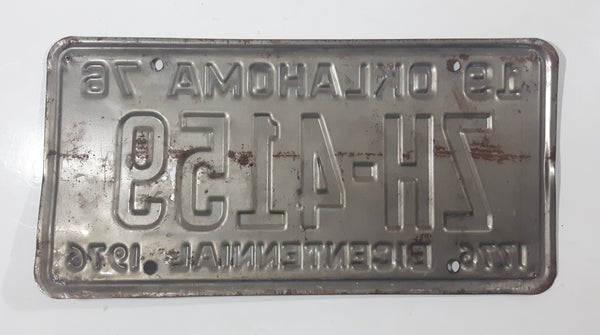 19 OKLAHOMA 76
ZH-4159
1776 BICENTENNIAL 1976